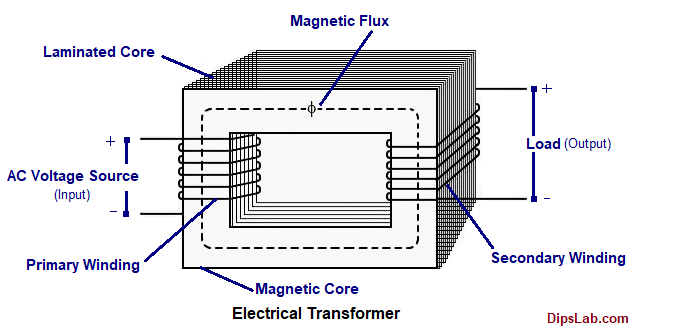 Magnetic Flux
Laminated Core
ϕ
+
+
AC Voltage Source
(Input)
Load (Output)
-
-
Primary Winding
Secondary Winding
Magnetic Core
Electrical Transformer
DipsLab.com